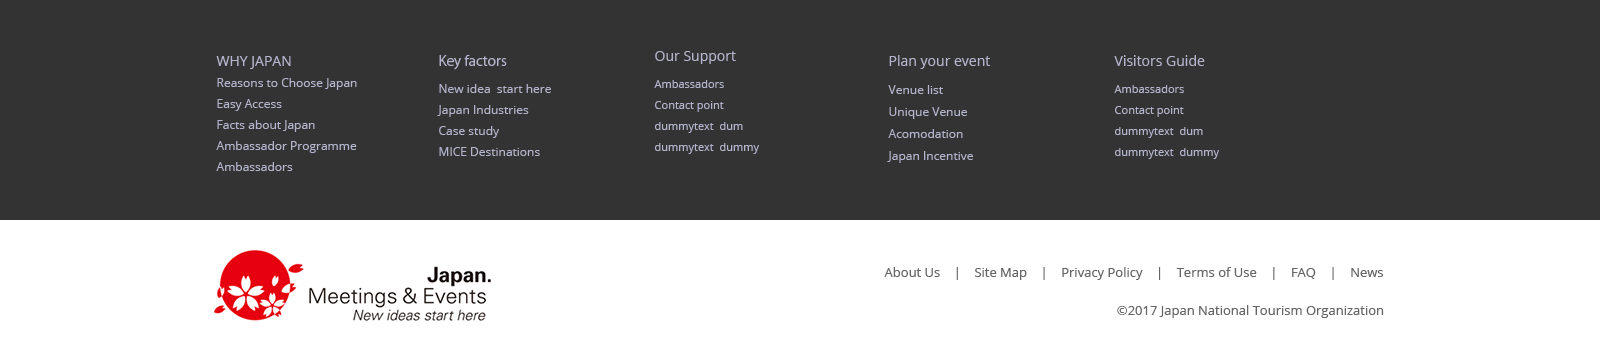 WHY JAPAN
Reasons to Choose Japan
Easy Access
Facts about Japan
Ambassador Programme
Ambassadors
Key factors
New idea start here
Japan Industries
Case study
MICE Destinations
Our Support
Ambassadors
Contact point
dummytext dum
dummytext dummy
Plan your event
Venue list
Unique Venue
Acomodation
Japan Incentive
Visitors Guide
Ambassadors
Contact point
dummytext dum
dummytext dummy
Japan.
Meetings & Events
New ideas start here
About Us | Site Map | Privacy Policy | Terms of Use | FAQ | News
©2017 Japan National Tourism Organization